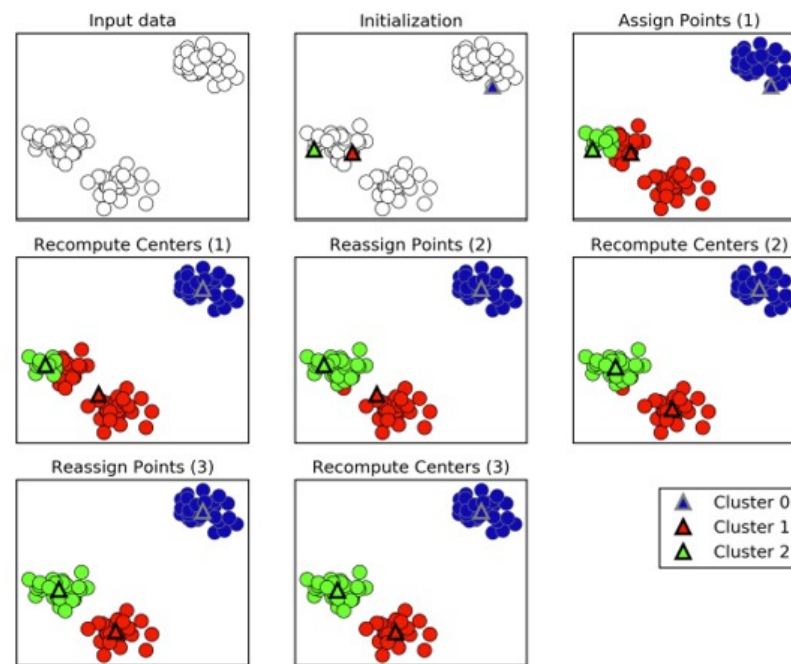 Input data
Initialization
Assign Points (1)
Recompute Centers (1)
Reassign Points (2)
Recompute Centers (2)
Reassign Points (3)
Recompute Centers (3)
Cluster 0
Cluster 1
Cluster 2